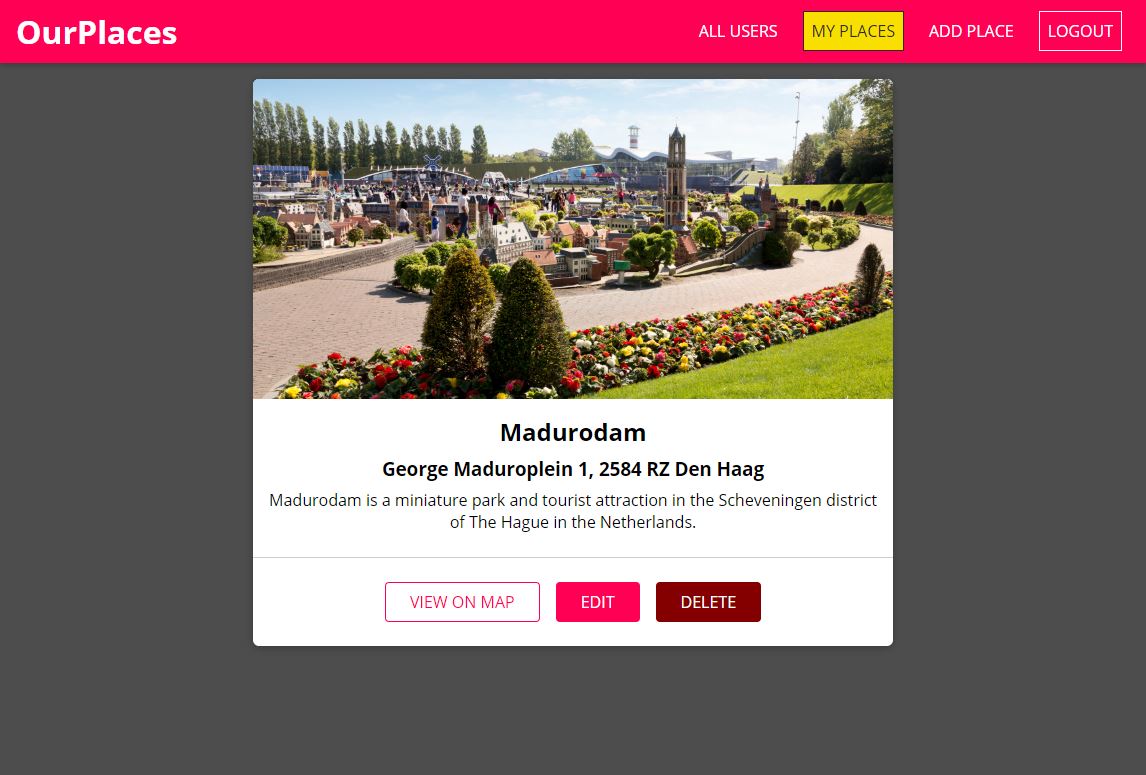 OurPlaces
ALL USERS
MY PLACES
ADD PLACE
LOGOUT
Madurodam
George Maduroplein 1, 2584 RZ Den Haag
Madurodam is a miniature park and tourist attraction in the Scheveningen district
of The Hague in the Netherlands.
VIEW ON MAP
EDIT
DELETE